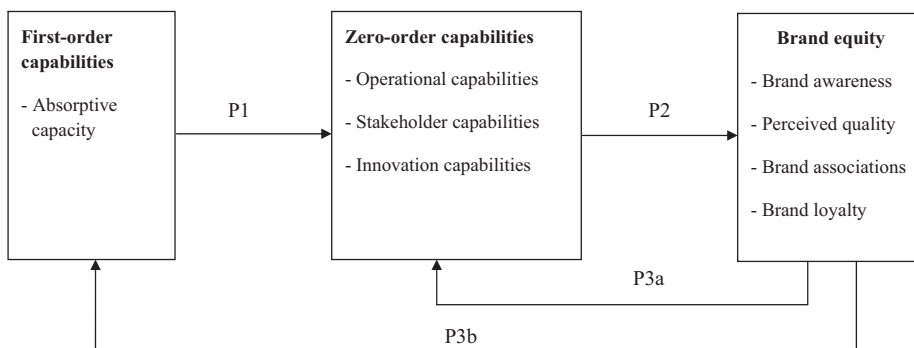 First-order
capabilities
- Absorptive
capacity
P1
Zero-order capabilities
- Operational capabilities
- Stakeholder capabilities
- Innovation capabilities
P2
Brand equity
- Brand awareness
- Perceived quality
- Brand associations
- Brand loyalty
P3a
P3b